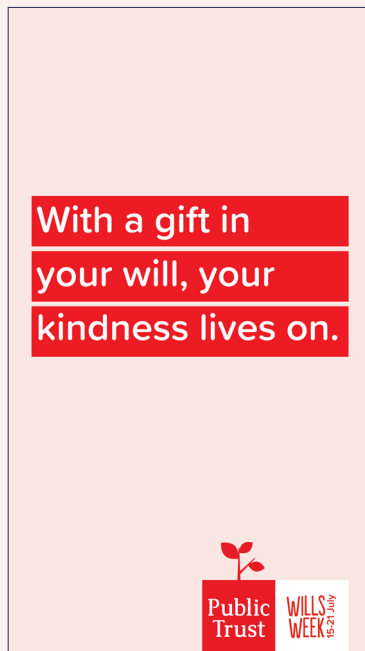 With a gift in
your will, your
kindness lives on.
Public
Trust
WILLS
WEEK
15-21 July